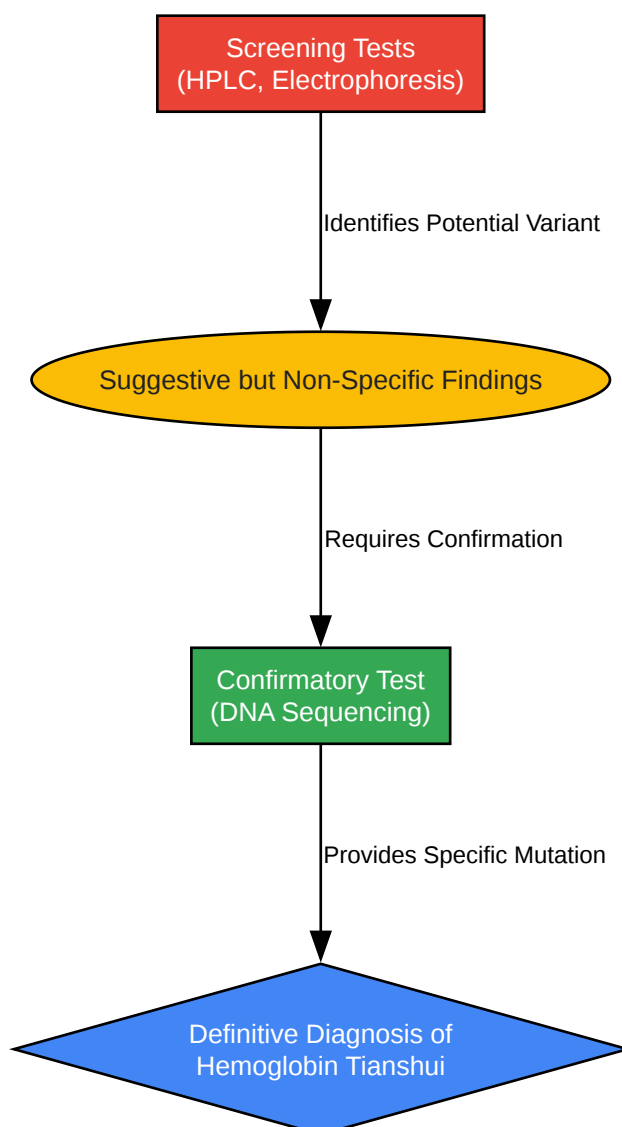 Screening Tests
(HPLC, Electrophoresis)
Identifies Potential Variant
Suggestive but Non-Specific Findings
Requires Confirmation
Confirmatory Test
(DNA Sequencing)
Provides Specific Mutation
Definitive Diagnosis of
Hemoglobin Tianshui